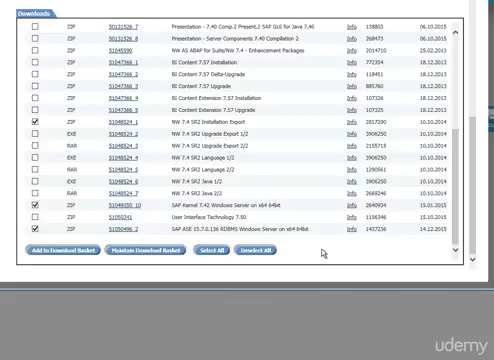 Downloads
ZIP 50131526_7 Presentation - 7.40 Comp.2 Present.2 SAP GUI for Java 7.40 Info 138803 06.10.2015
ZIP 50131526_8 Presentation - Server Components 7.40 Compilation 2 Info 268473 06.10.2015
ZIP 51045590 NW AS ABAP for Suite/NW 7.4 - Enhancement Packages Info 2014710 25.02.2013
ZIP 51047366_1 BI Content 7.57 Installation Info 772354 18.12.2013
ZIP 51047366_2 BI Content 7.57 Delta-Upgrade Info 118451 18.12.2013
ZIP 51047366_3 BI Content 7.57 Upgrade Info 885760 18.12.2013
ZIP 51047366_4 BI Content Extension 7.57 Installation Info 107326 18.12.2013
ZIP 51047366_5 BI Content Extension 7.57 Upgrade Info 107325 18.12.2013
ZIP 51048524_1 NW 7.4 SR2 Installation Export Info 2817290 10.10.2014
EXE 51048524_2 NW 7.4 SR2 Upgrade Export 1/2 Info 3906250 10.10.2014
RAR 51048524_3 NW 7.4 SR2 Upgrade Export 2/2 Info 2155715 10.10.2014
EXE 51048524_4 NW 7.4 SR2 Language 1/2 Info 3906250 10.10.2014
RAR 51048524_5 NW 7.4 SR2 Language 2/2 Info 1290561 10.10.2014
EXE 51048524_6 NW 7.4 SR2 Java 1/2 Info 3906250 10.10.2014
RAR 51048524_7 NW 7.4 SR2 Java 2/2 Info 2669246 10.10.2014
ZIP 51049350_10 SAP Kernel 7.42 Windows Server on x64 64bit Info 2640934 15.01.2015
ZIP 50150341 User Interface Technology 7.50 Info 1156346 15.10.2015
ZIP 51050496_2 SAP ASE 15.7.0.136 RDBMS Windows Server on x64 64bit Info 1437236 14.12.2015
Add to Download Basket Maintain Download Basket Select All Deselect All
udemy